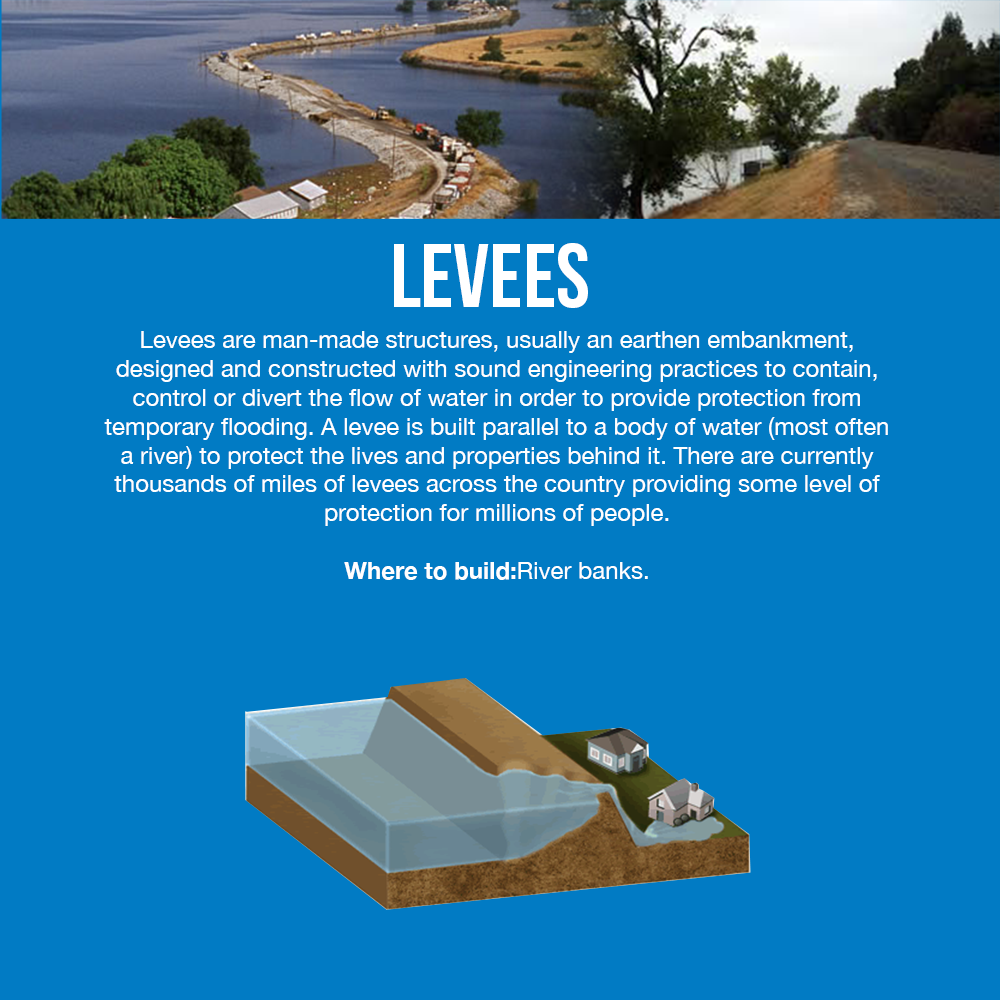 LEVEES
Levees are man-made structures, usually an earthen embankment,
designed and constructed with sound engineering practices to contain,
control or divert the flow of water in order to provide protection from
temporary flooding. A levee is built parallel to a body of water (most often
a river) to protect the lives and properties behind it. There are currently
thousands of miles of levees across the country providing some level of
protection for millions of people.
Where to build:River banks.